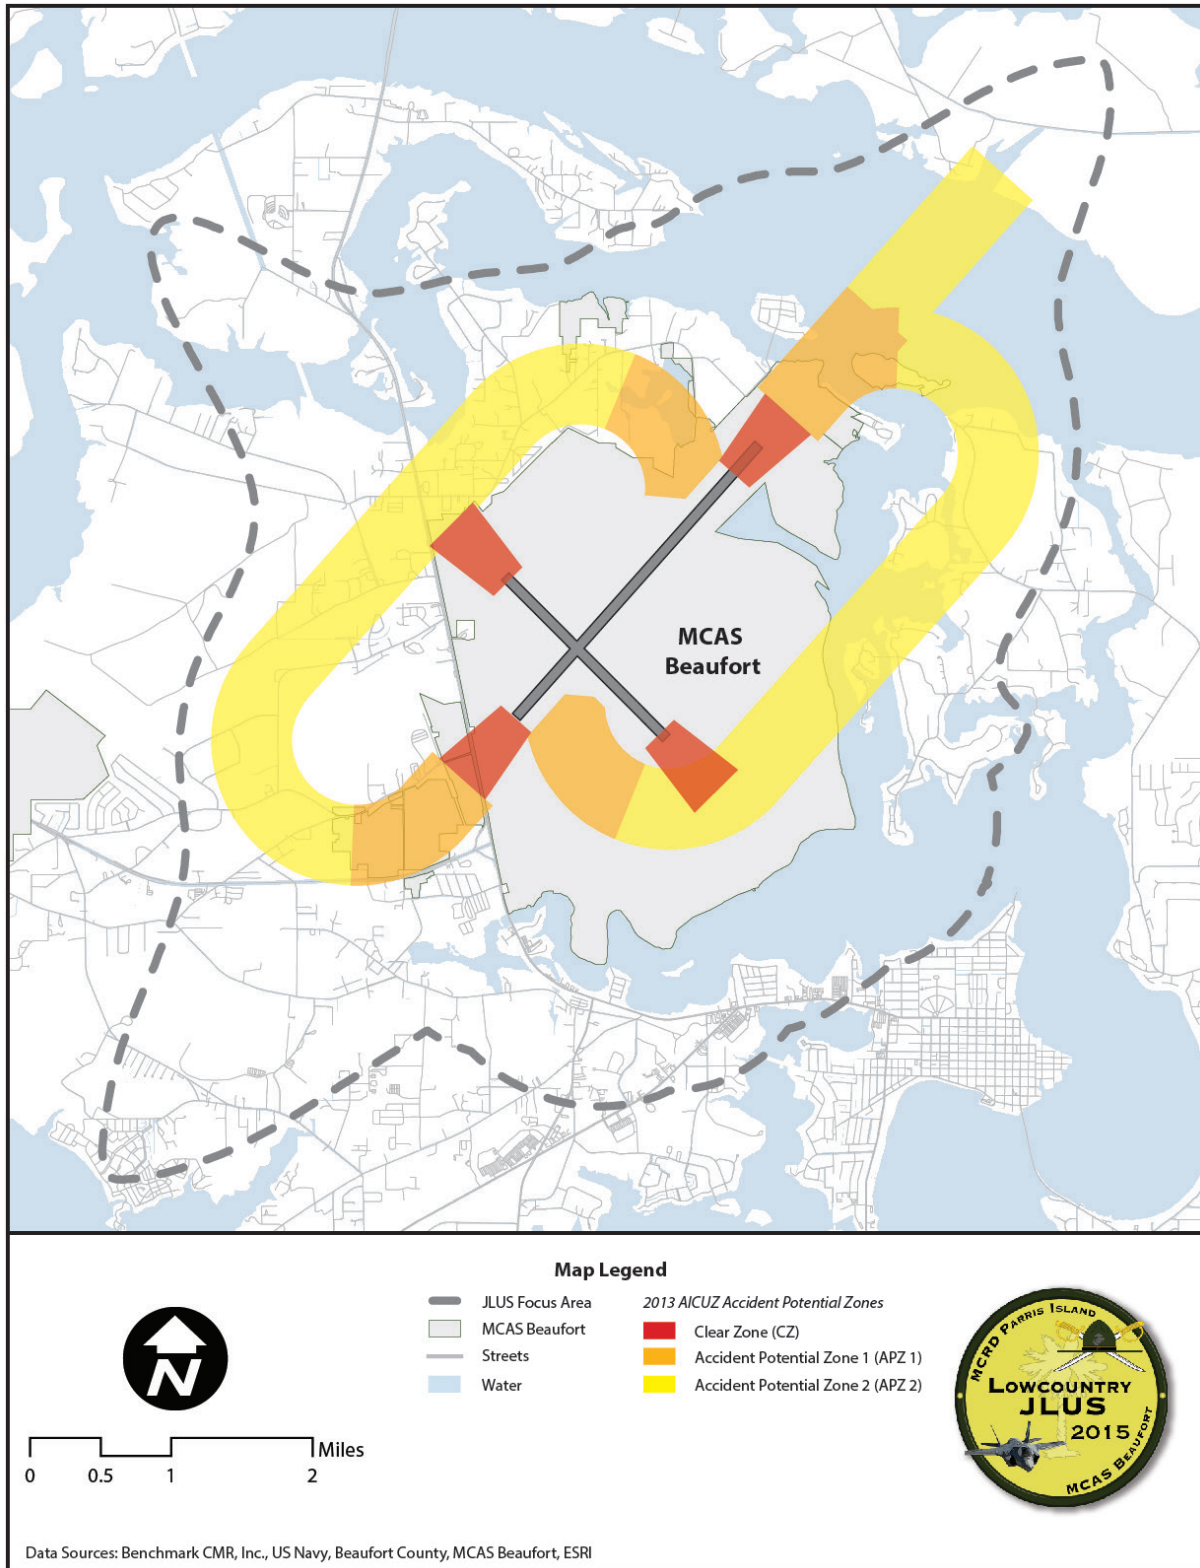 MCAS
Beaufort
Map Legend
JLUS Focus Area
MCAS Beaufort
Streets
Water
2013 AICUZ Accident Potential Zones
Clear Zone (CZ)
Accident Potential Zone 1 (APZ 1)
Accident Potential Zone 2 (APZ 2)
N
Miles
0 0.5 1 2
MCRD Parris Island
Lowcountry
JLUS
2015
MCAS Beaufort
Data Sources: Benchmark CMR, Inc., US Navy, Beaufort County, MCAS Beaufort, ESRI